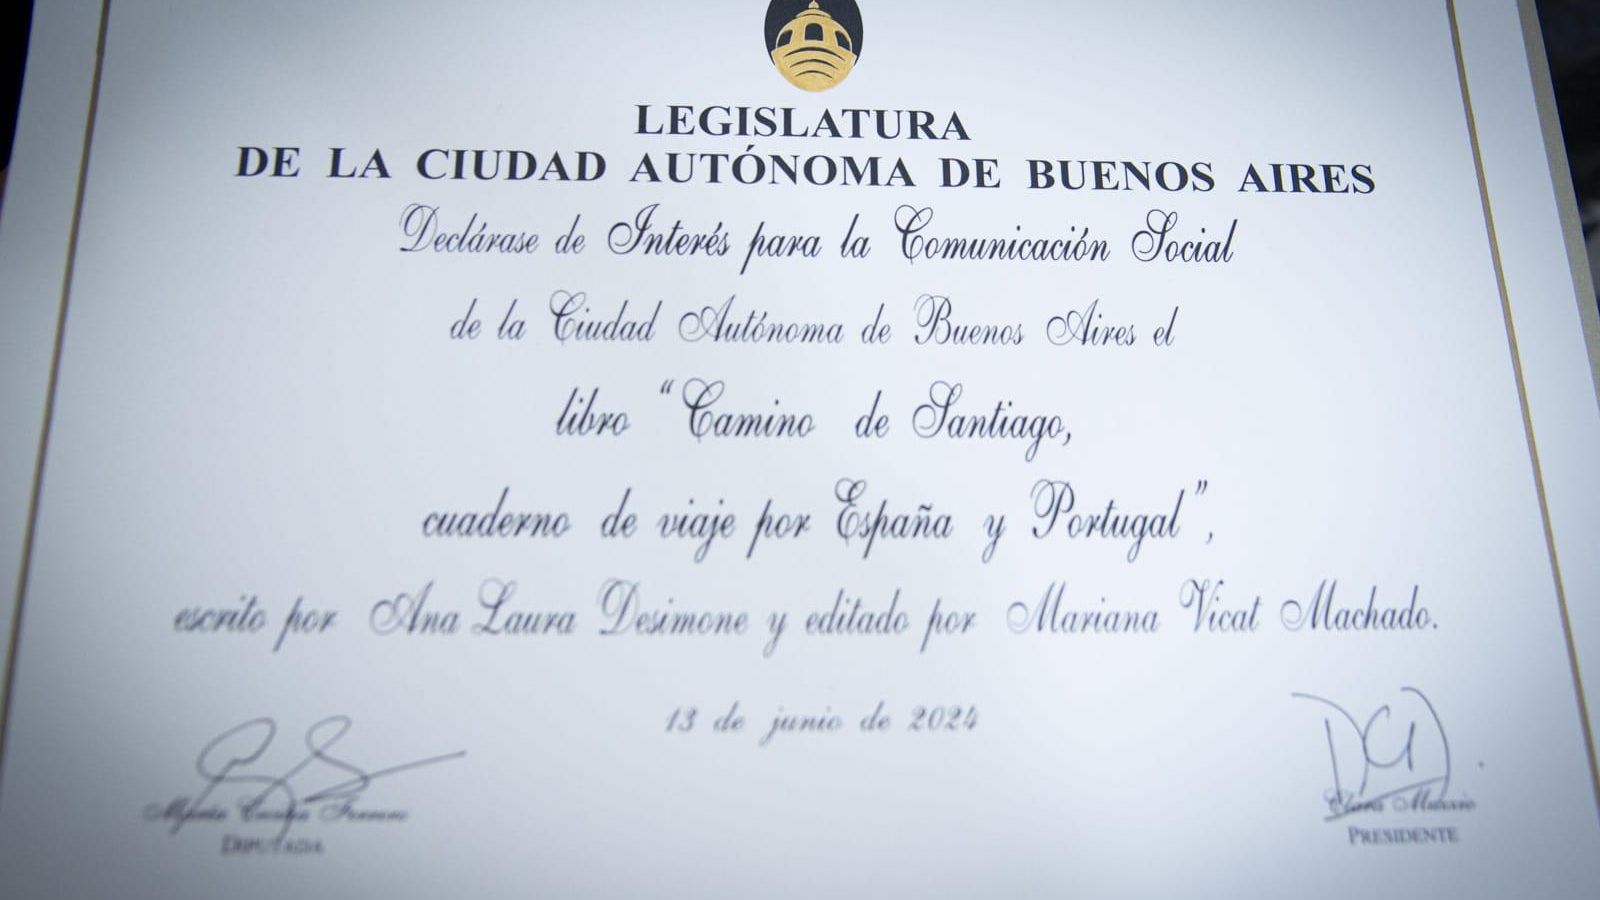 LEGISLATURA
DE LA CIUDAD AUTÓNOMA DE BUENOS AIRES
Declárase de Interés para la Comunicación Social
de la Ciudad Autónoma de Buenos Aires el
libro “Camino de Santiago,
cuaderno de viaje por España y Portugal”,
escrito por Ana Laura Desimone y editado por Mariana Vicat Machado.
13 de junio de 2024
Clara Muzzio
PRESIDENTE